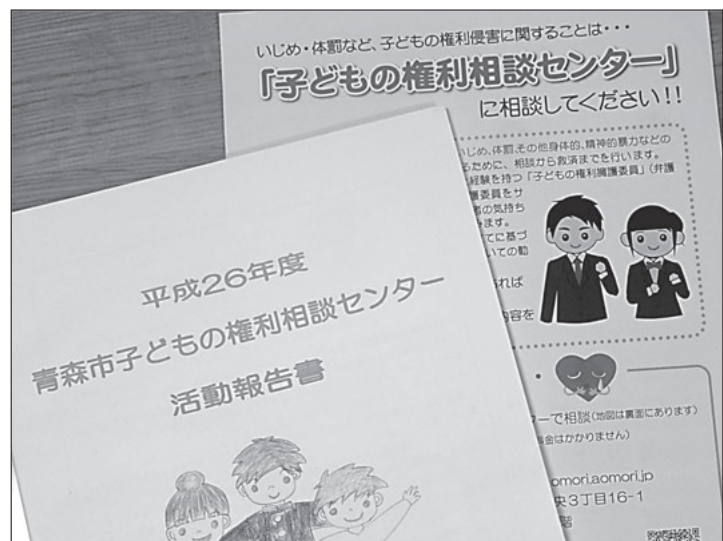 いじめ・体罰など、子どもの権利侵害に関することは・・・
「子どもの権利相談センター」
に相談してください!!
いじめ、体罰、その他身体的、精神的暴力などの
るために、相談から救済までを行います。
経験を持つ「子どもの権利擁護委員」(弁護
護委員をサ
者の気持ち
ます。
てに基づ
いての勧
れば
内容を
ーで相談(地図は裏面にあります)
金はかかりません)
omori.aomori.jp
央3丁目16-1
階
平成26年度
青森市子どもの権利相談センター
活動報告書